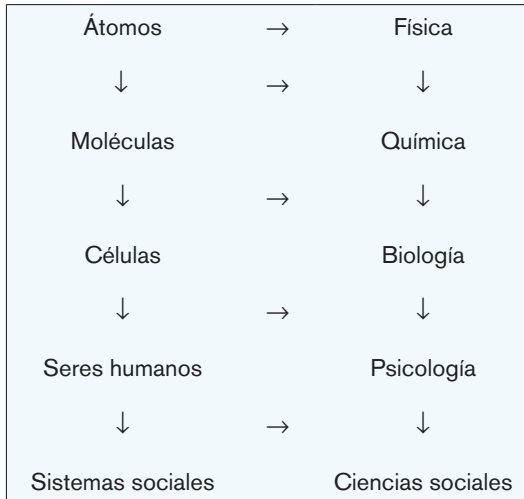 Átomos → Física
↓ → ↓
Moléculas Química
↓ → ↓
Células Biología
↓ → ↓
Seres humanos Psicología
↓ → ↓
Sistemas sociales Ciencias sociales